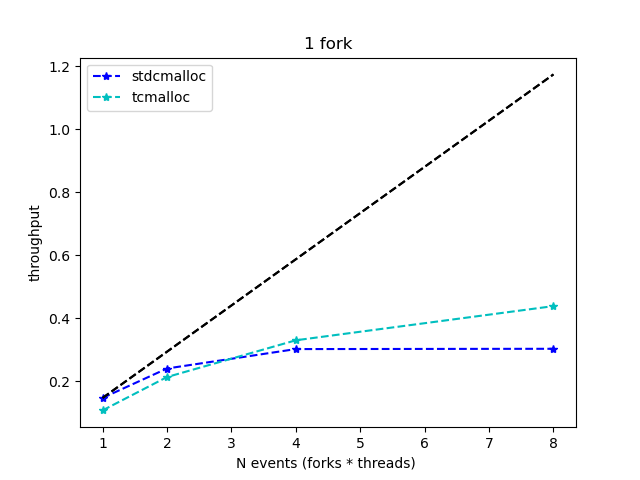 1 fork
stdcmalloc
tcmalloc
throughput
1.2
1.0
0.8
0.6
0.4
0.2
1 2 3 4 5 6 7 8
N events (forks * threads)